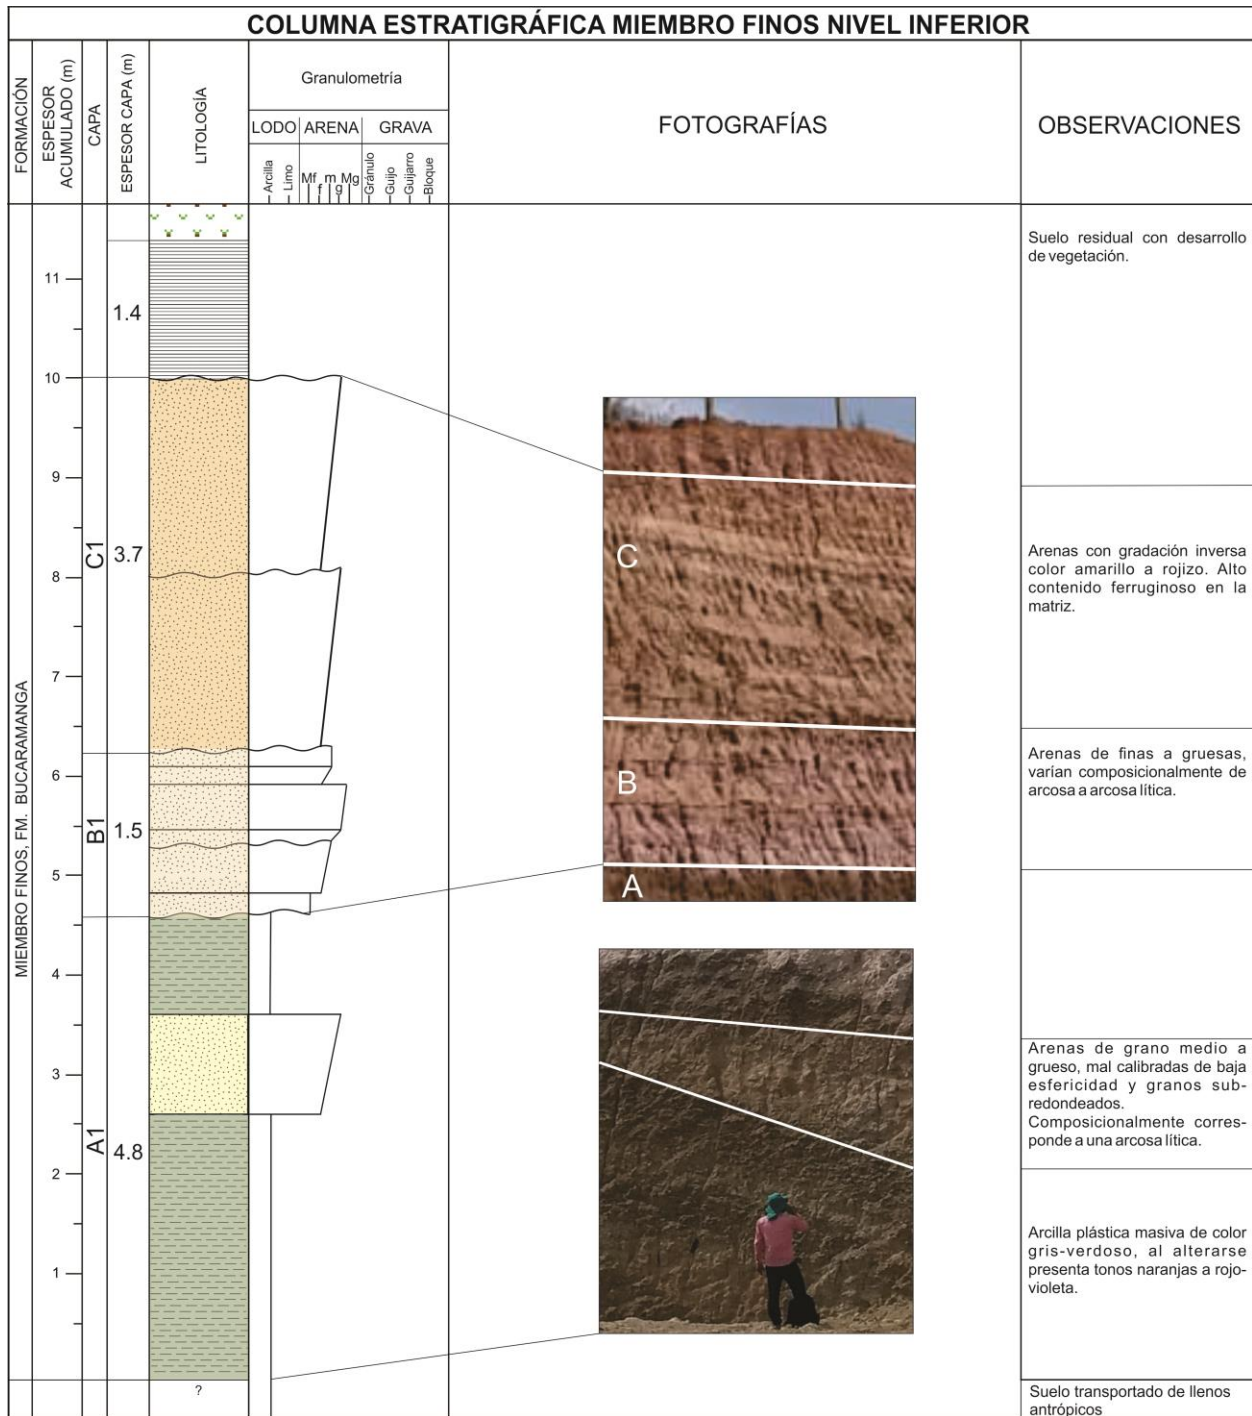 COLUMNA ESTRATIGRÁFICA MIEMBRO FINOS NIVEL INFERIOR
FORMACIÓN
ESPESOR
ACUMULADO (m)
CAPA
ESPESOR CAPA (m)
LITOLOGÍA
Granulometría
LODO
ARENA
GRAVA
Arcilla
Limo
Mf
f
m
g
Mg
Gránulo
Guijo
Guijarro
Bloque
FOTOGRAFÍAS
OBSERVACIONES
MIEMBRO FINOS, FM. BUCARAMANGA
11
10
9
8
7
6
5
4
3
2
1
C1
B1
A1
1.4
3.7
1.5
4.8
?
C
B
A
Suelo residual con desarrollo
de vegetación.
Arenas con gradación inversa
color amarillo a rojizo. Alto
contenido ferruginoso en la
matriz.
Arenas de finas a gruesas,
varían composicionalmente de
arcosa a arcosa lítica.
Arenas de grano medio a
grueso, mal calibradas de baja
esfericidad y granos sub-
redondeados.
Composicionalmente corres-
ponde a una arcosa lítica.
Arcilla plástica masiva de color
gris-verdoso, al alterarse
presenta tonos naranjas a rojo-
violeta.
Suelo transportado de llenos
antrópicos